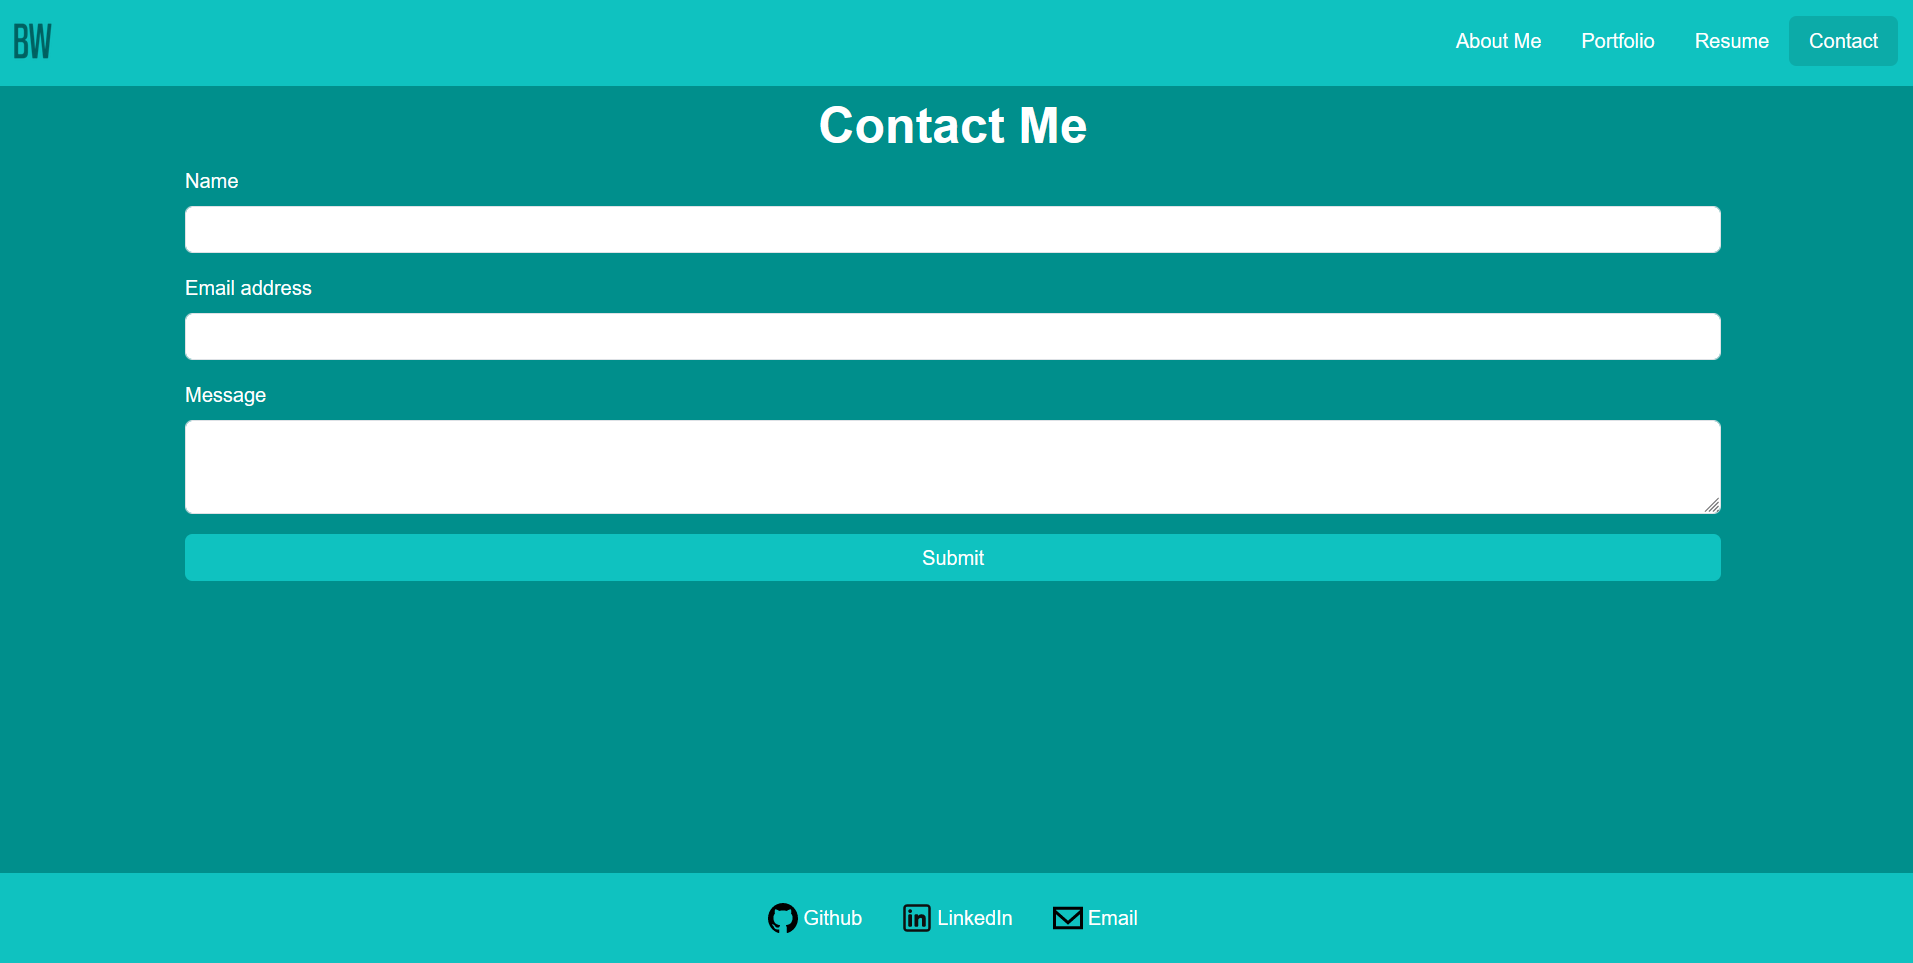 BW
About Me Portfolio Resume Contact
Contact Me
Name
Email address
Message
Submit
Github LinkedIn Email